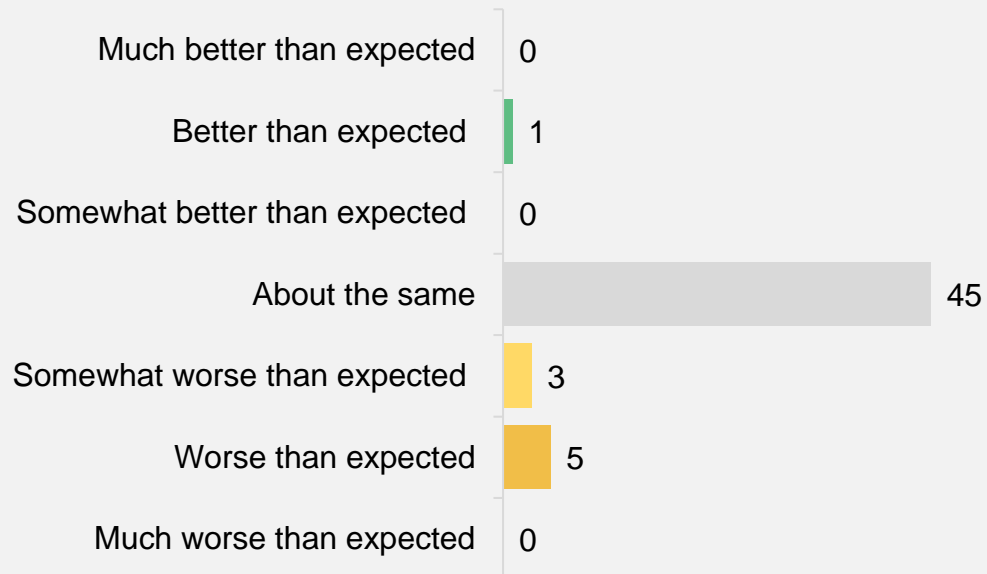 Much better than expected 0
Better than expected 1
Somewhat better than expected 0
About the same 45
Somewhat worse than expected 3
Worse than expected 5
Much worse than expected 0